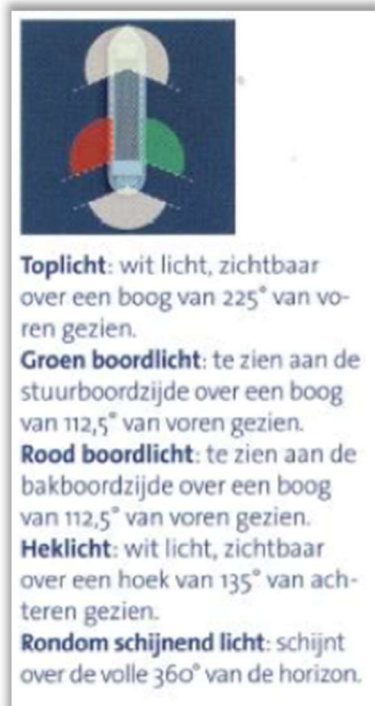 Toplicht: wit licht, zichtbaar
over een boog van 225° van vo-
ren gezien.
Groen boordlicht: te zien aan de
stuurboordzijde over een boog
van 112,5° van voren gezien.
Rood boordlicht: te zien aan de
bakboordzijde over een boog
van 112,5° van voren gezien.
Heklicht: wit licht, zichtbaar
over een hoek van 135° van ach-
teren gezien.
Rondom schijnend licht: schijnt
over de volle 360° van de horizon.